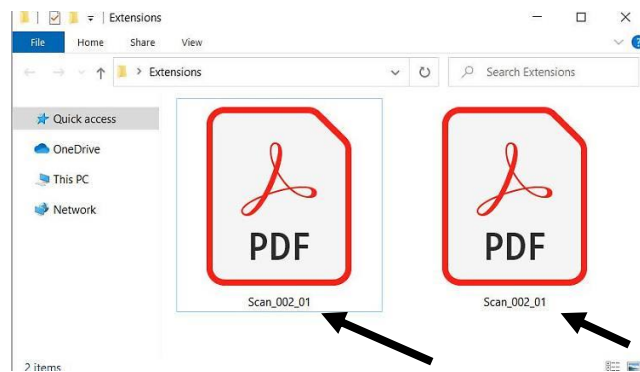 Extensions
File Home Share View
Extensions
Search Extensions
Quick access
OneDrive
This PC
Network
PDF PDF
Scan_002_01 Scan_002_01
2 items